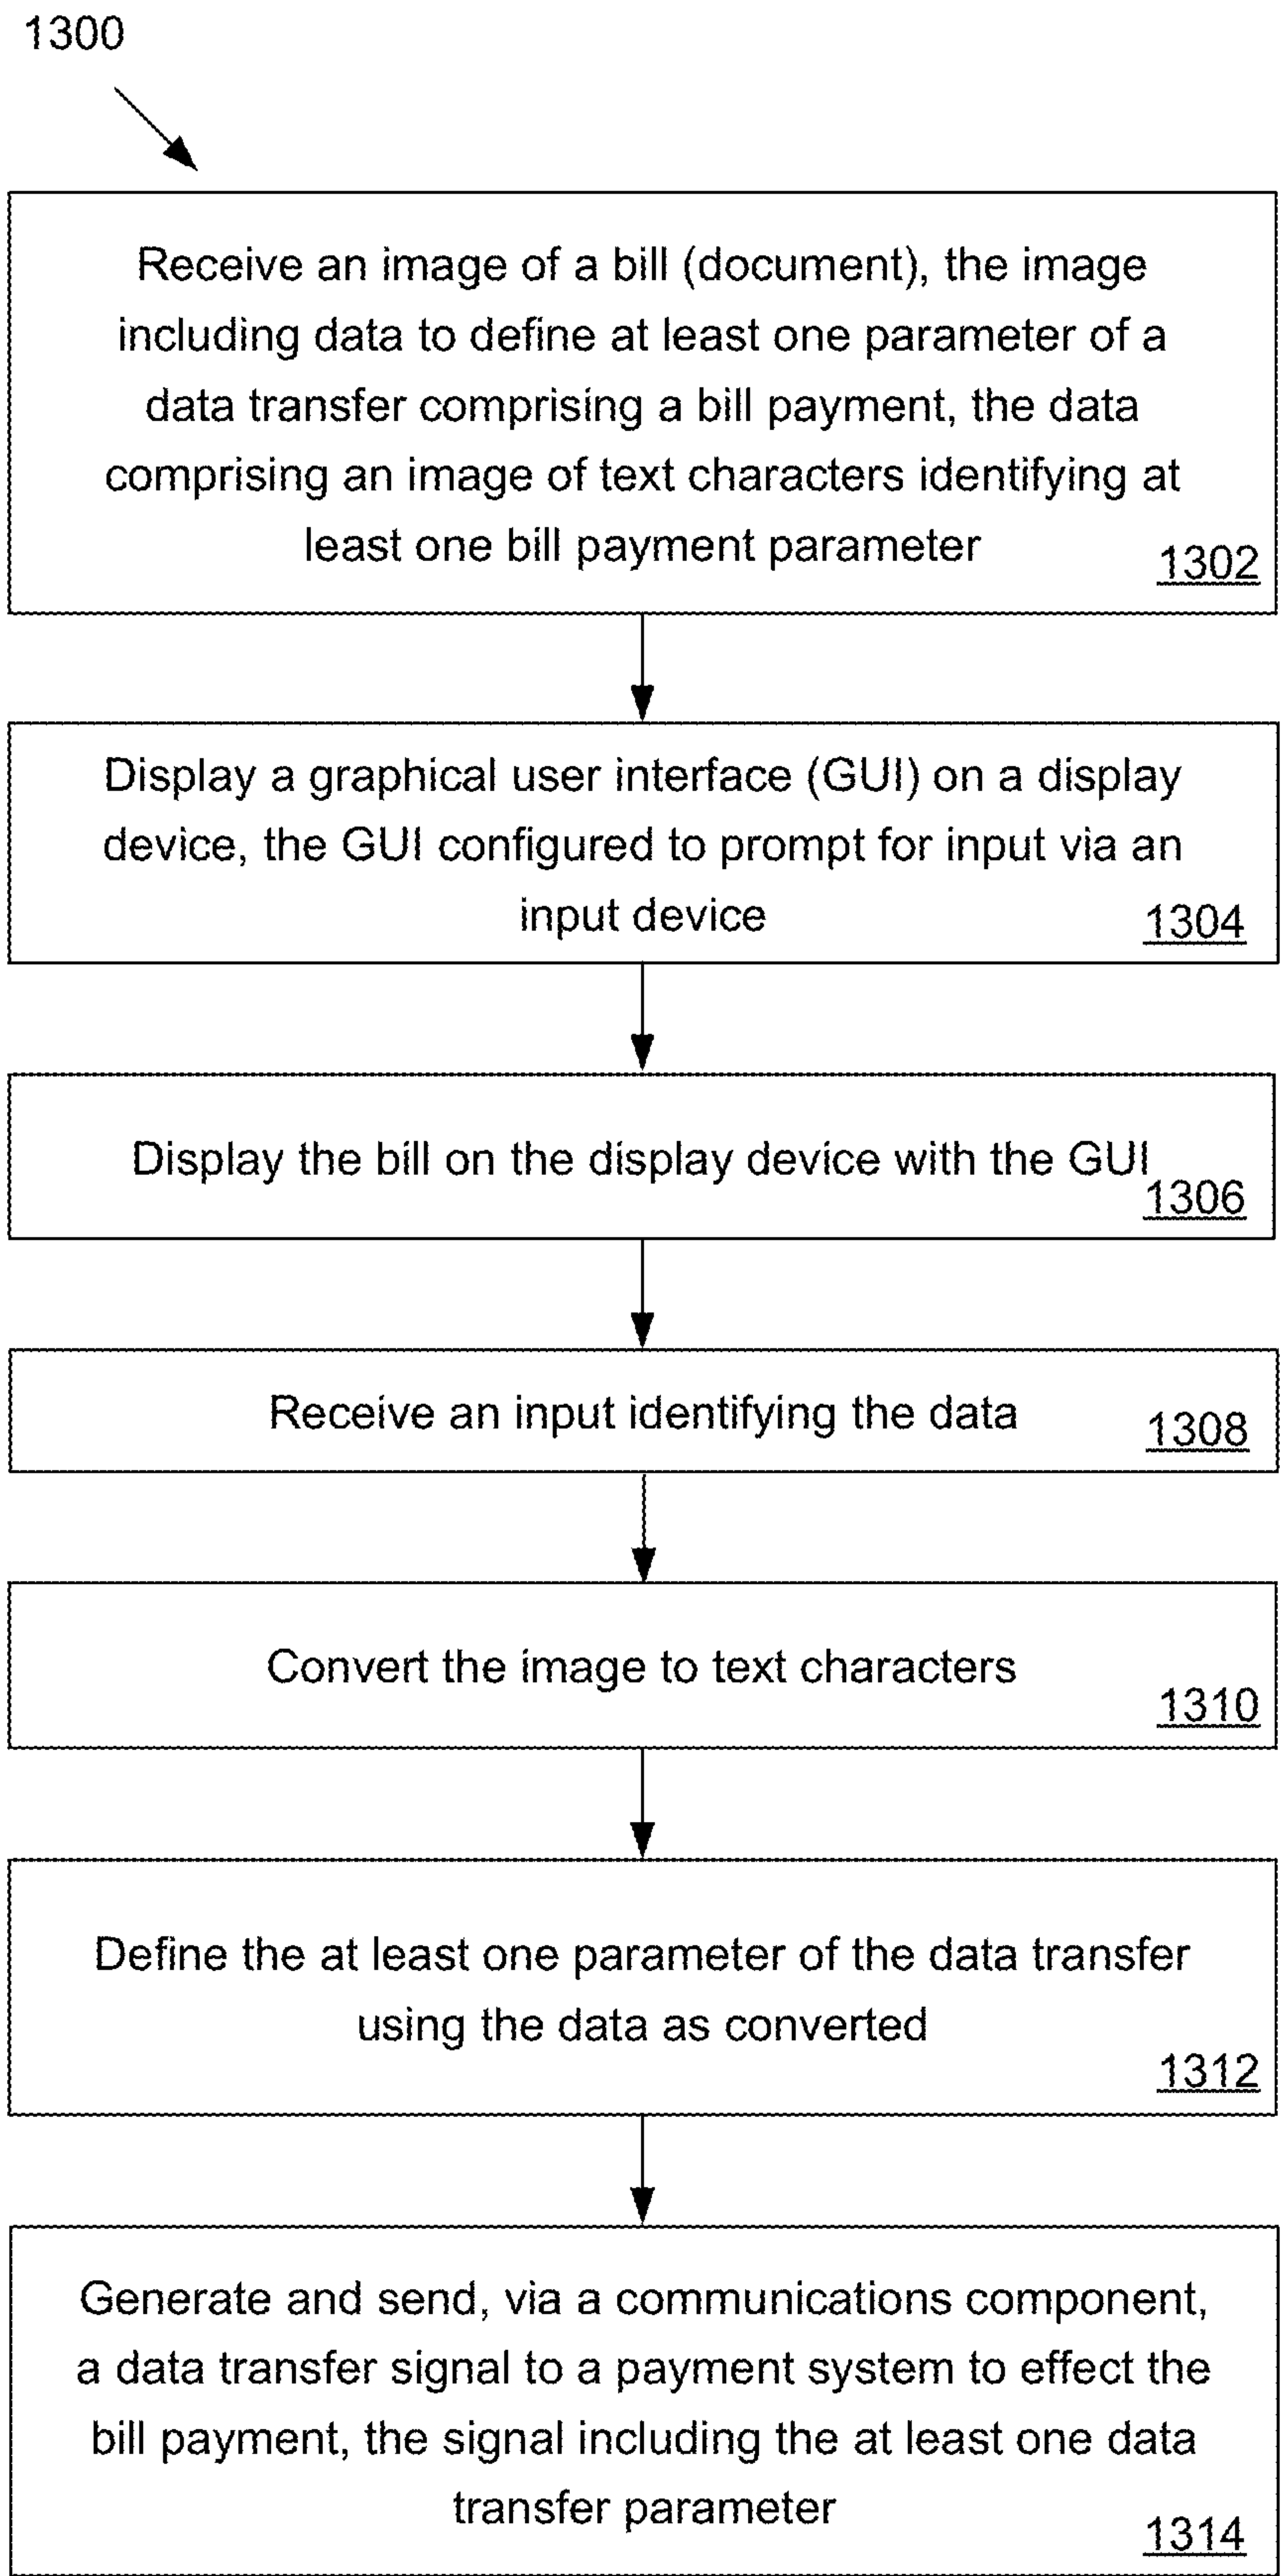 1300
Receive an image of a bill (document), the image
including data to define at least one parameter of a
data transfer comprising a bill payment, the data
comprising an image of text characters identifying at
least one bill payment parameter
1302
Display a graphical user interface (GUI) on a display
device, the GUI configured to prompt for input via an
input device
1304
Display the bill on the display device with the GUI
1306
Receive an input identifying the data
1308
Convert the image to text characters
1310
Define the at least one parameter of the data transfer
using the data as converted
1312
Generate and send, via a communications component,
a data transfer signal to a payment system to effect the
bill payment, the signal including the at least one data
transfer parameter
1314